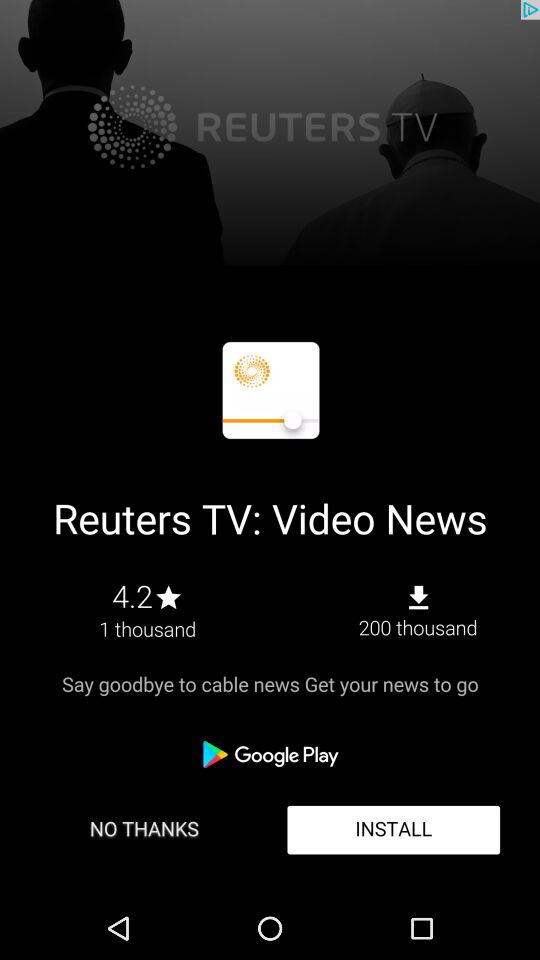 REUTERS TV
Reuters TV: Video News
4.2★
1 thousand
200 thousand
Say goodbye to cable news Get your news to go
Google Play
NO THANKS
INSTALL